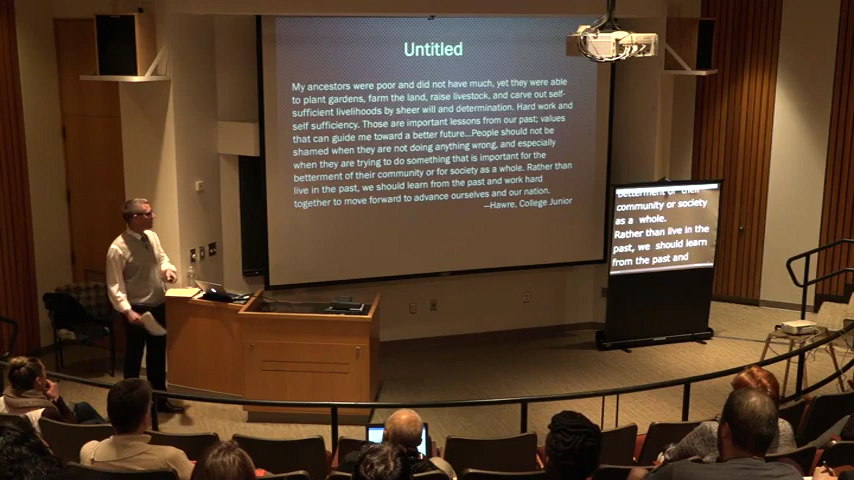 Untitled
My ancestors were poor and did not have much, yet they were able
to plant gardens, farm the land, raise livestock, and carve out self-
sufficient livelihoods by sheer will and determination. Hard work and
self sufficiency. Those are important lessons from our past; values
that can guide me toward a better future...People should not be
shamed when they are not doing anything wrong, and especially
when they are trying to do something that is important for the
betterment of their community or for society as a whole. Rather than
live in the past, we should learn from the past and work hard
together to move forward to advance ourselves and our nation.
—Hawre, College Junior
betterment of their
community or society
as a whole.
Rather than live in the
past, we should learn
from the past and